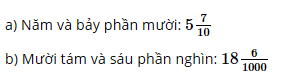 a) Năm và bảy phần mười: 5 7/10
b) Mười tám và sáu phần nghìn: 18 6/1000